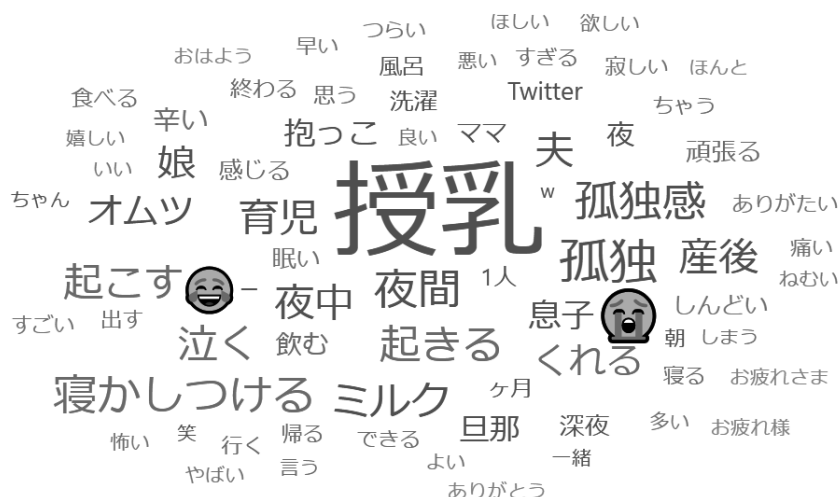 つらい
ほしい
欲しい
おはよう
早い
風呂
悪い
すぎる
寂しい
ほんと
食べる
終わる
思う
洗濯
Twitter
ちゃう
辛い
嬉しい
抱っこ
良い
ママ
夫
夜
頑張る
いい
娘
感じる
授乳
ちゃん
オムツ
育児
w
孤独感
ありがたい
眠い
孤独
産後
痛い
起こす
😂
ー
夜中
夜間
1人
ねむい
すごい
出す
息子
😭
しんどい
泣く
飲む
起きる
くれる
朝
しまう
寝かしつける
ミルク
ヶ月
寝る
お疲れさま
怖い
笑
行く
帰る
できる
旦那
深夜
多い
お疲れ様
やばい
言う
よい
一緒
ありがとう